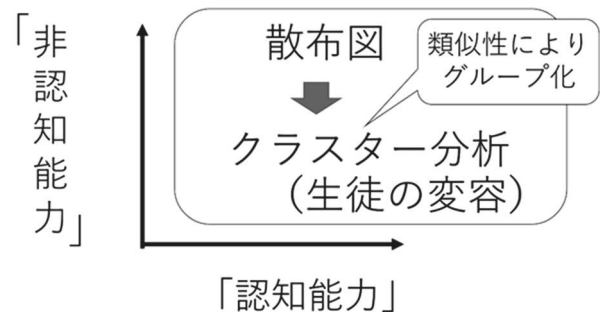 「非認知能力」
散布図
類似性により
グループ化
クラスター分析
（生徒の変容）
「認知能力」